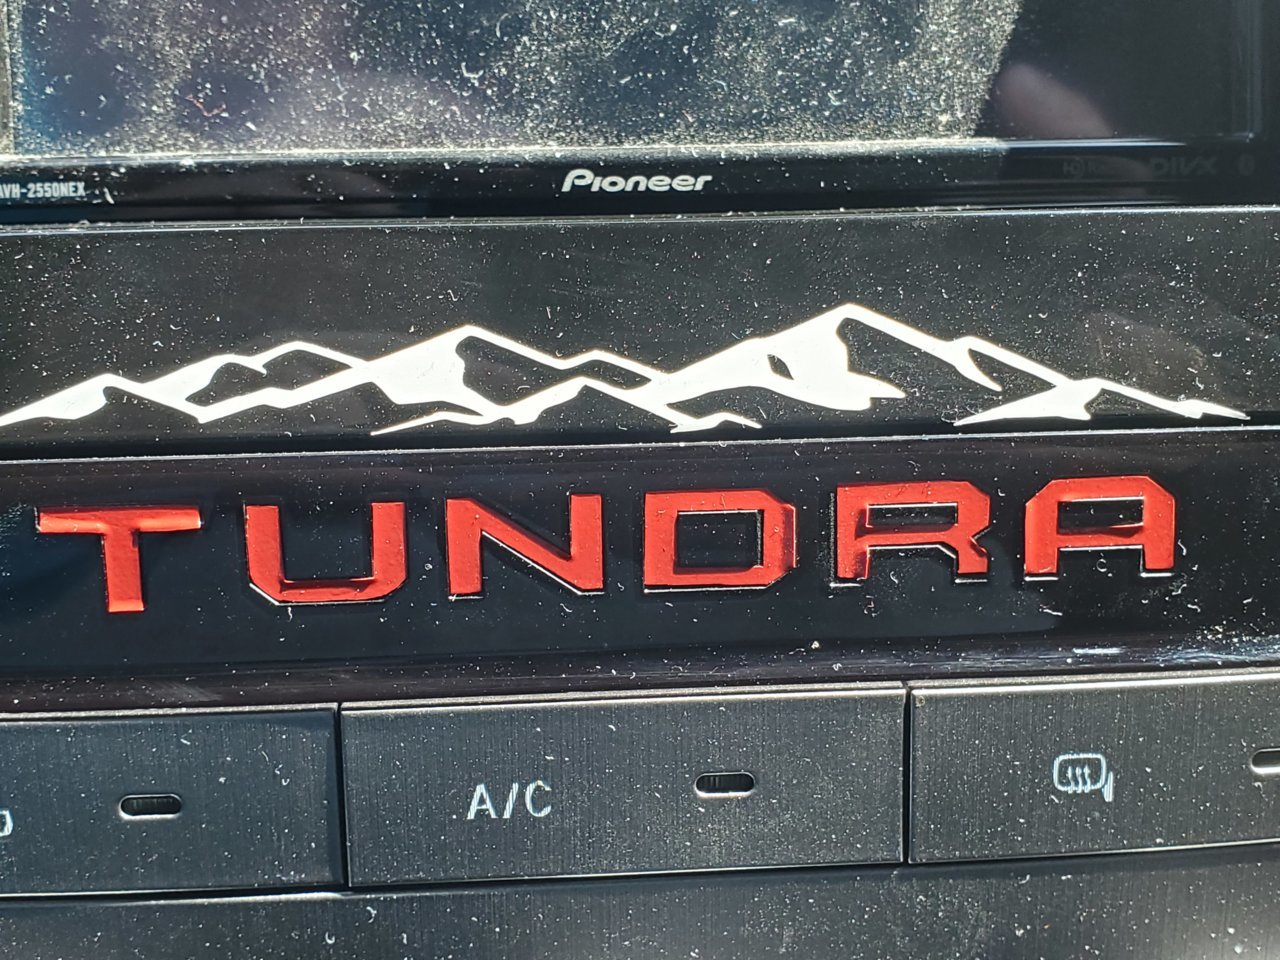 AVH-2550NEX
Pioneer
DIVX
TUNDRA
A/C